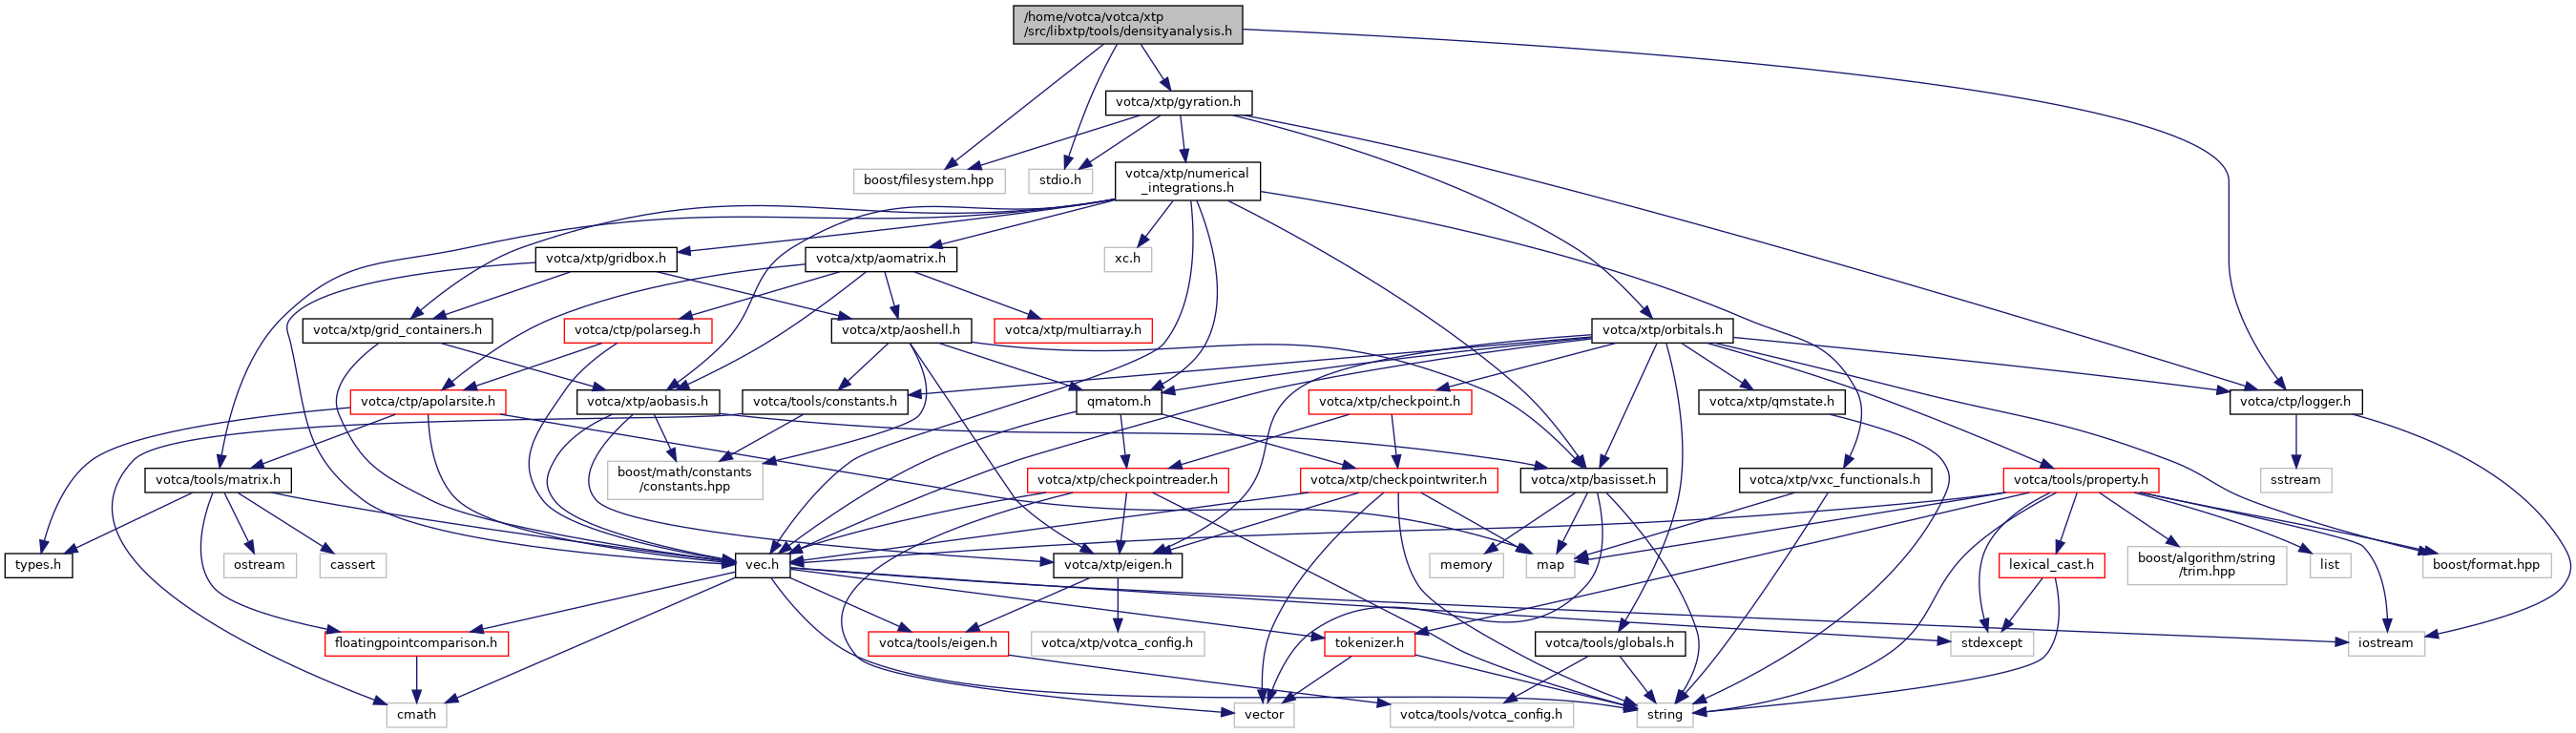 /home/votca/votca/xtp
/src/libxtp/tools/densityanalysis.h
votca/xtp/gyration.h
boost/filesystem.hpp
stdio.h
votca/xtp/numerical
_integrations.h
votca/xtp/gridbox.h
votca/xtp/aomatrix.h
xc.h
votca/xtp/grid_containers.h
votca/ctp/polarseg.h
votca/xtp/aoshell.h
votca/xtp/multiarray.h
votca/xtp/orbitals.h
votca/ctp/apolarsite.h
votca/xtp/aobasis.h
votca/tools/constants.h
qmatom.h
votca/xtp/checkpoint.h
votca/xtp/qmstate.h
votca/ctp/logger.h
votca/tools/matrix.h
boost/math/constants
/constants.hpp
votca/xtp/checkpointreader.h
votca/xtp/checkpointwriter.h
votca/xtp/basisset.h
votca/xtp/vxc_functionals.h
votca/tools/property.h
sstream
types.h
ostream
cassert
vec.h
votca/xtp/eigen.h
memory
map
lexical_cast.h
boost/algorithm/string
/trim.hpp
list
boost/format.hpp
floatingpointcomparison.h
votca/tools/eigen.h
votca/xtp/votca_config.h
tokenizer.h
votca/tools/globals.h
stdexcept
iostream
cmath
vector
votca/tools/votca_config.h
string